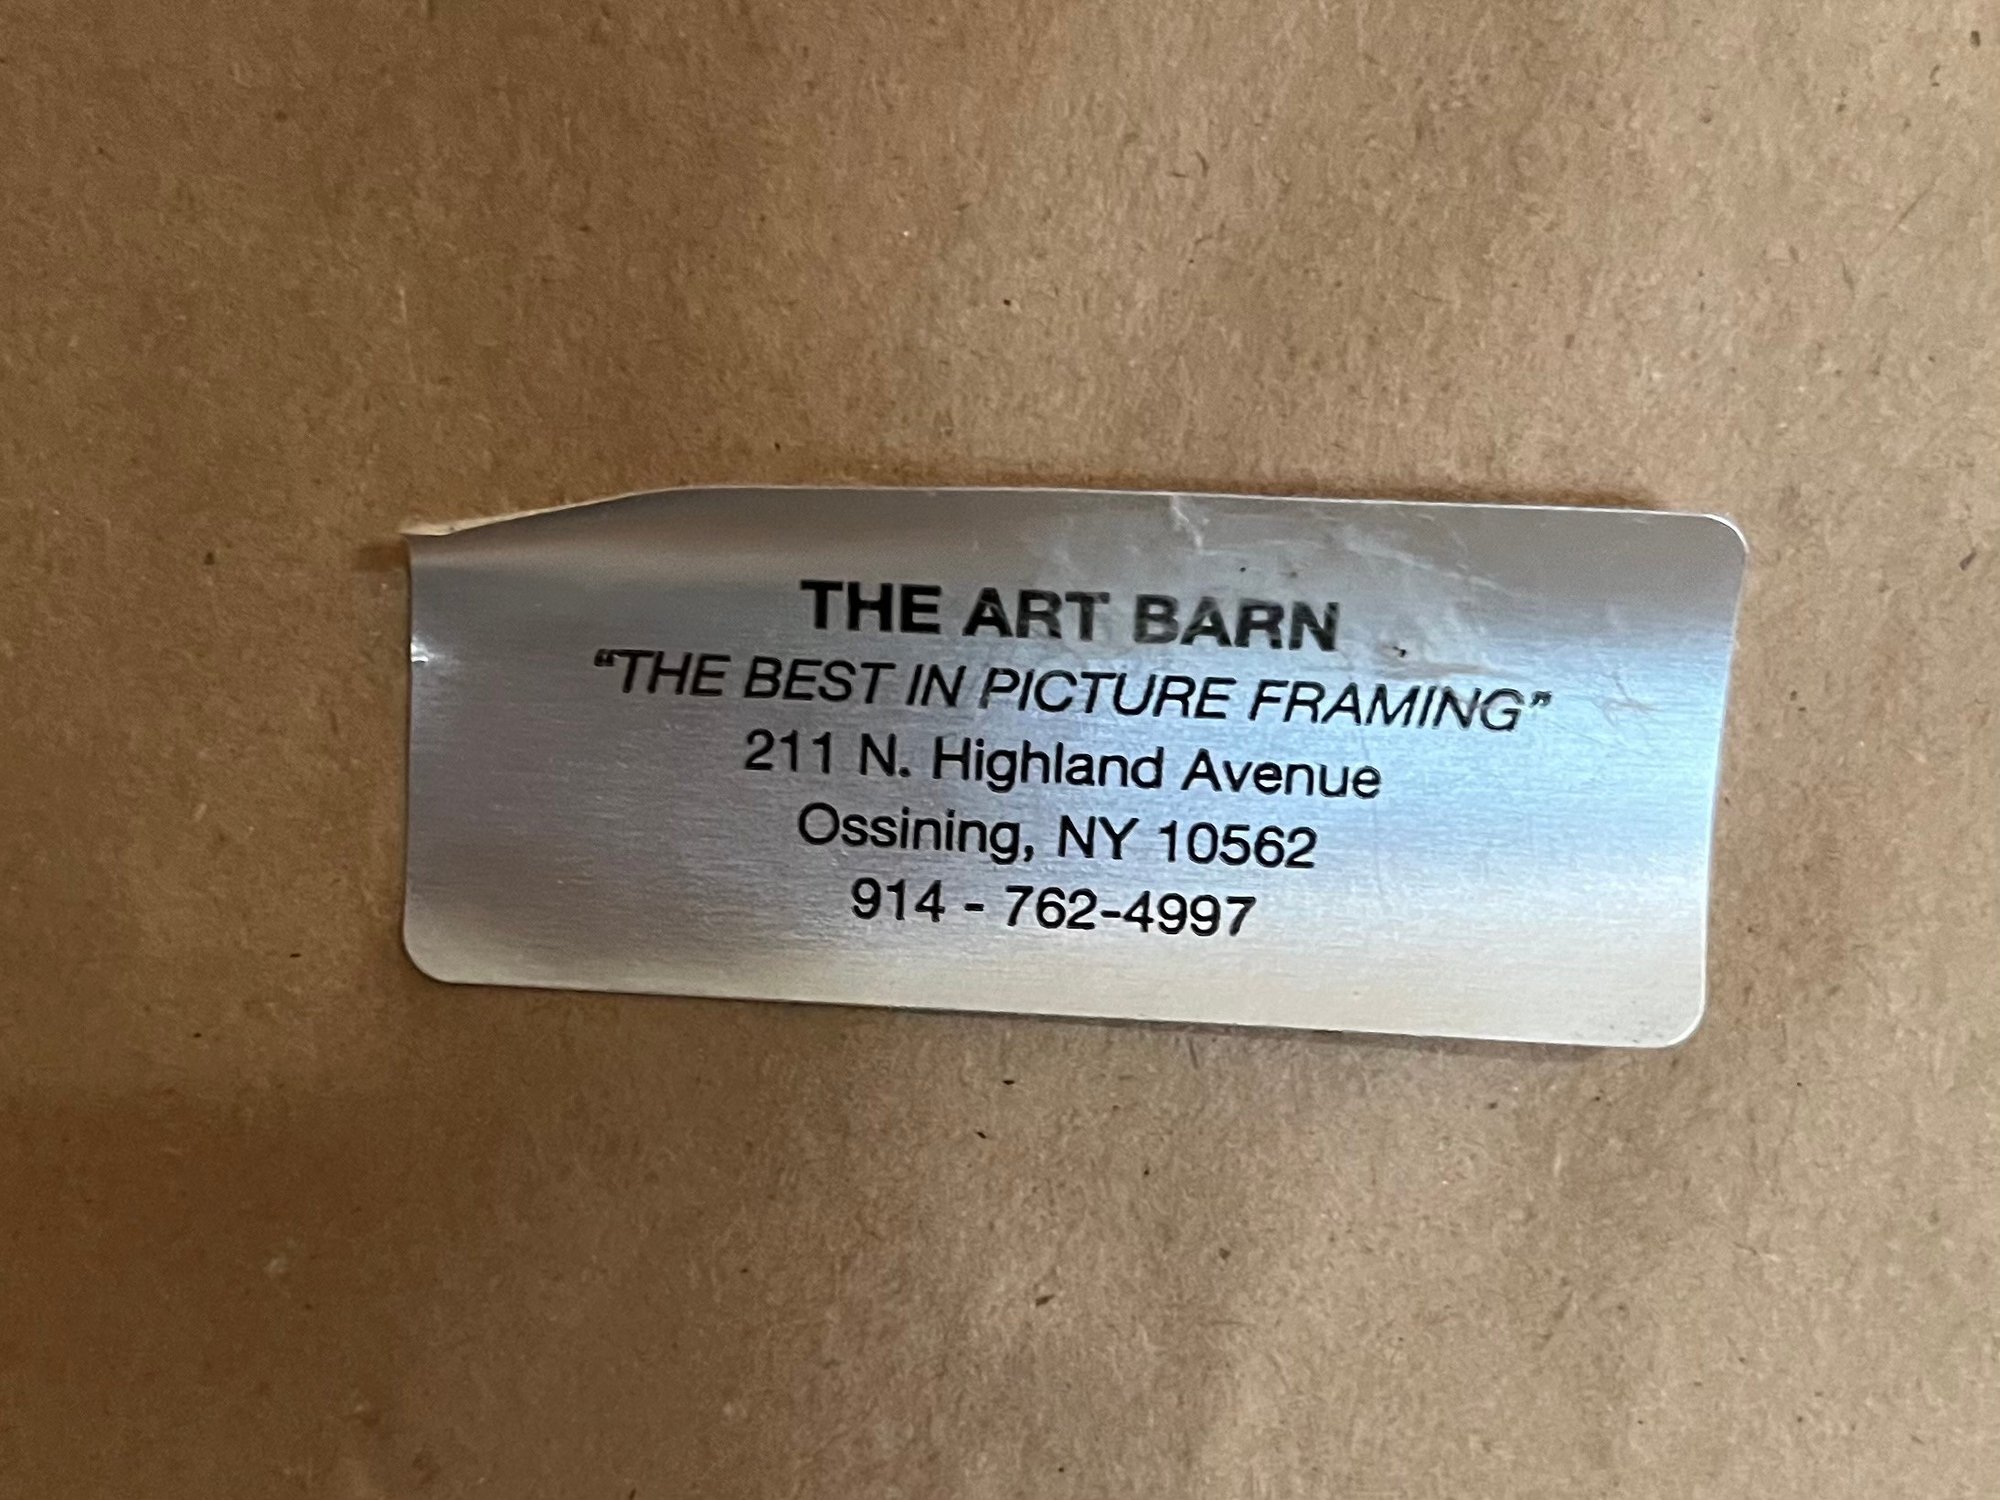 THE ART BARN
“THE BEST IN PICTURE FRAMING”
211 N. Highland Avenue
Ossining, NY 10562
914 - 762-4997